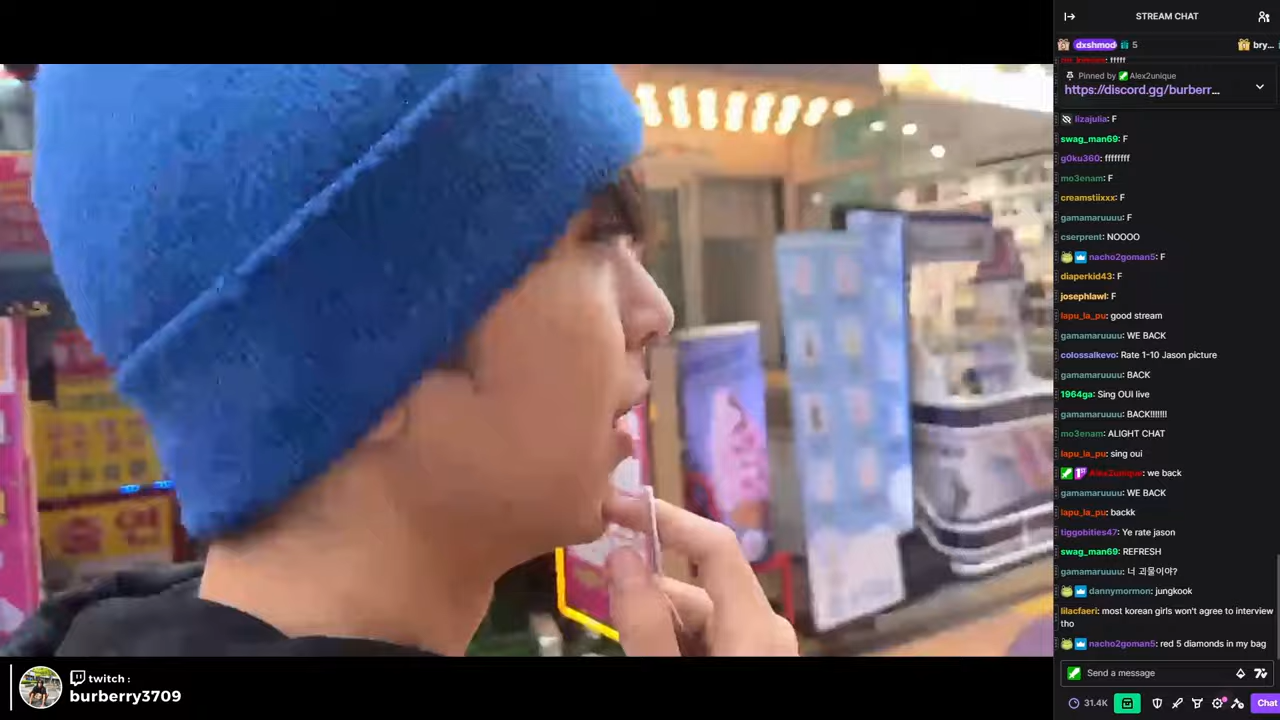 STREAM CHAT
dxshmod 5 bry...
fffff
Pinned by Alex2unique
https://discord.gg/burberr...
lizajulia: F
swag_man69: F
g0ku360: ffffffff
mo3enam: F
creamstiixxx: F
gamamaruuuu: F
cserprent: NOOOO
nacho2goman5: F
diaperkid43: F
josephlawl: F
lapu_la_pu: good stream
gamamaruuuu: WE BACK
colossalkevo: Rate 1-10 Jason picture
gamamaruuuu: BACK
1964ga: Sing OUI live
gamamaruuuu: BACK!!!!!!!
mo3enam: ALIGHT CHAT
lapu_la_pu: sing oui
Alex2unique: we back
gamamaruuuu: WE BACK
lapu_la_pu: backk
tiggobities47: Ye rate jason
swag_man69: REFRESH
gamamaruuuu: 너 괴물이야?
dannymormon: jungkook
lilacfaeri: most korean girls won't agree to interview
tho
nacho2goman5: red 5 diamonds in my bag
Send a message
31.4K
Chat
twitch :
burberry3709